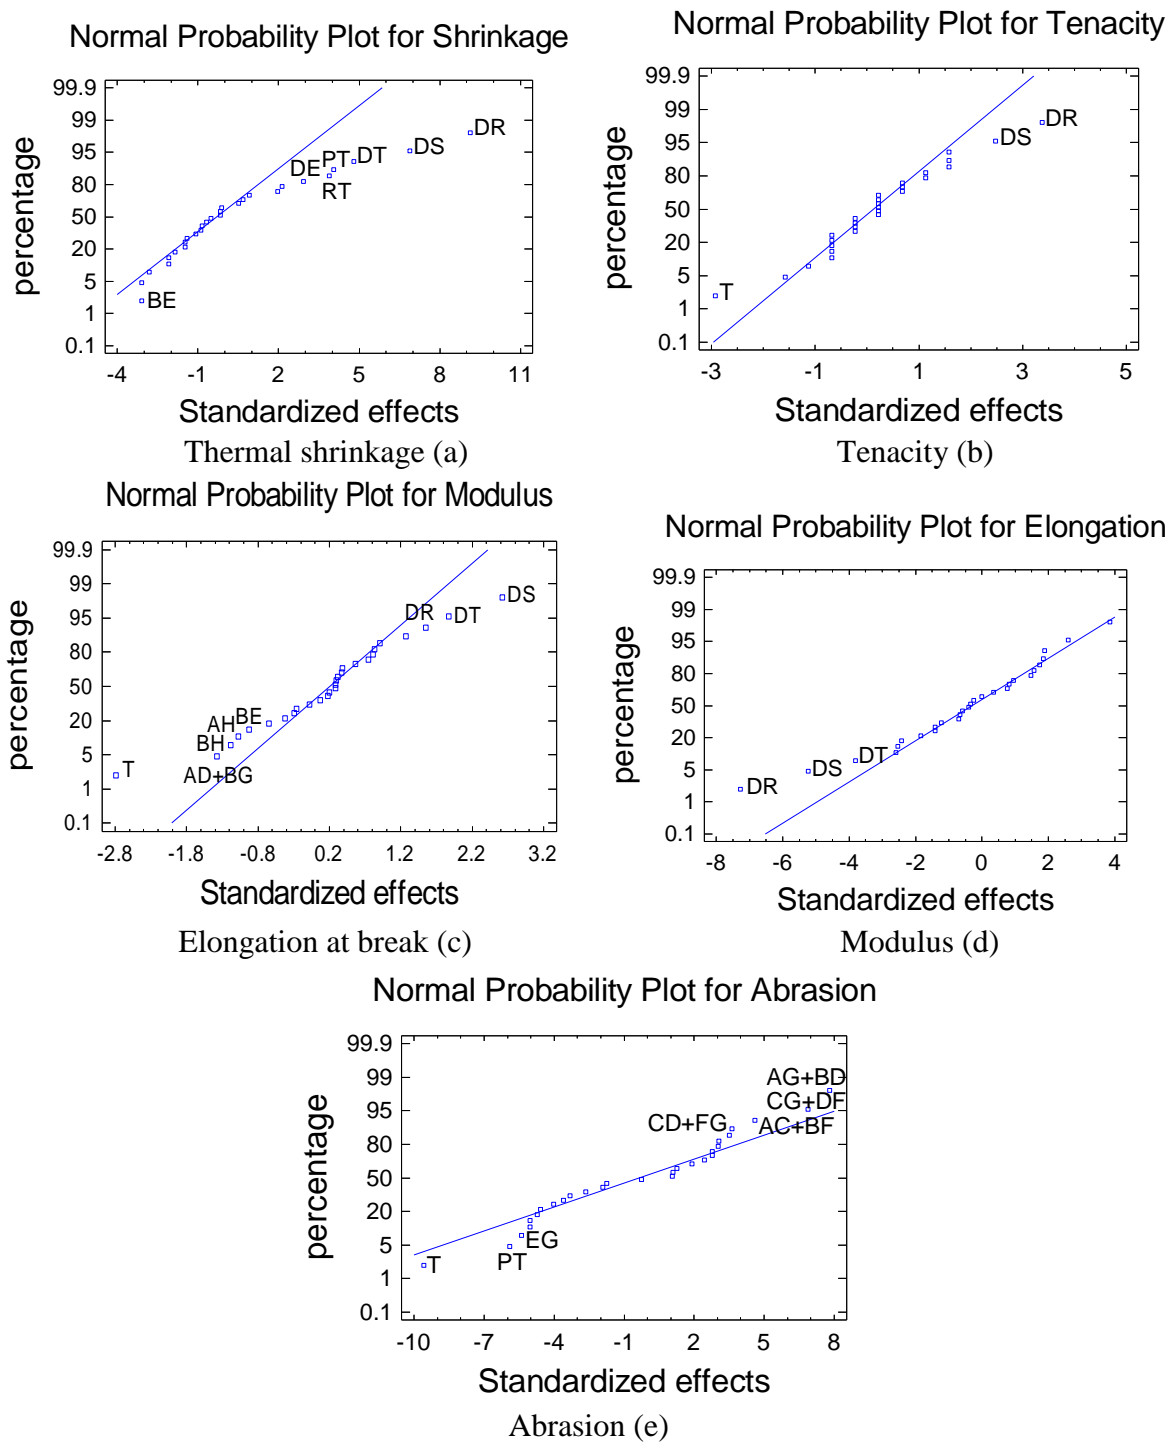 Normal Probability Plot for Shrinkage
percentage
99.9
99
95
80
50
20
5
1
0.1
DR
DS
DT
PT
DE
RT
BE
-4 -1 2 5 8 11
Standardized effects
Thermal shrinkage (a)
Normal Probability Plot for Tenacity
percentage
99.9
99
95
80
50
20
5
1
0.1
DR
DS
T
-3 -1 1 3 5
Standardized effects
Tenacity (b)
Normal Probability Plot for Modulus
percentage
99.9
99
95
80
50
20
5
1
0.1
DS
DR
DT
BE
AH
BH
T
AD+BG
-2.8 -1.8 -0.8 0.2 1.2 2.2 3.2
Standardized effects
Elongation at break (c)
Normal Probability Plot for Elongation
percentage
99.9
99
95
80
50
20
5
1
0.1
DT
DS
DR
-8 -6 -4 -2 0 2 4
Standardized effects
Modulus (d)
Normal Probability Plot for Abrasion
percentage
99.9
99
95
80
50
20
5
1
0.1
AG+BD
CG+DF
CD+FG
AC+BF
EG
PT
T
-10 -7 -4 -1 2 5 8
Standardized effects
Abrasion (e)